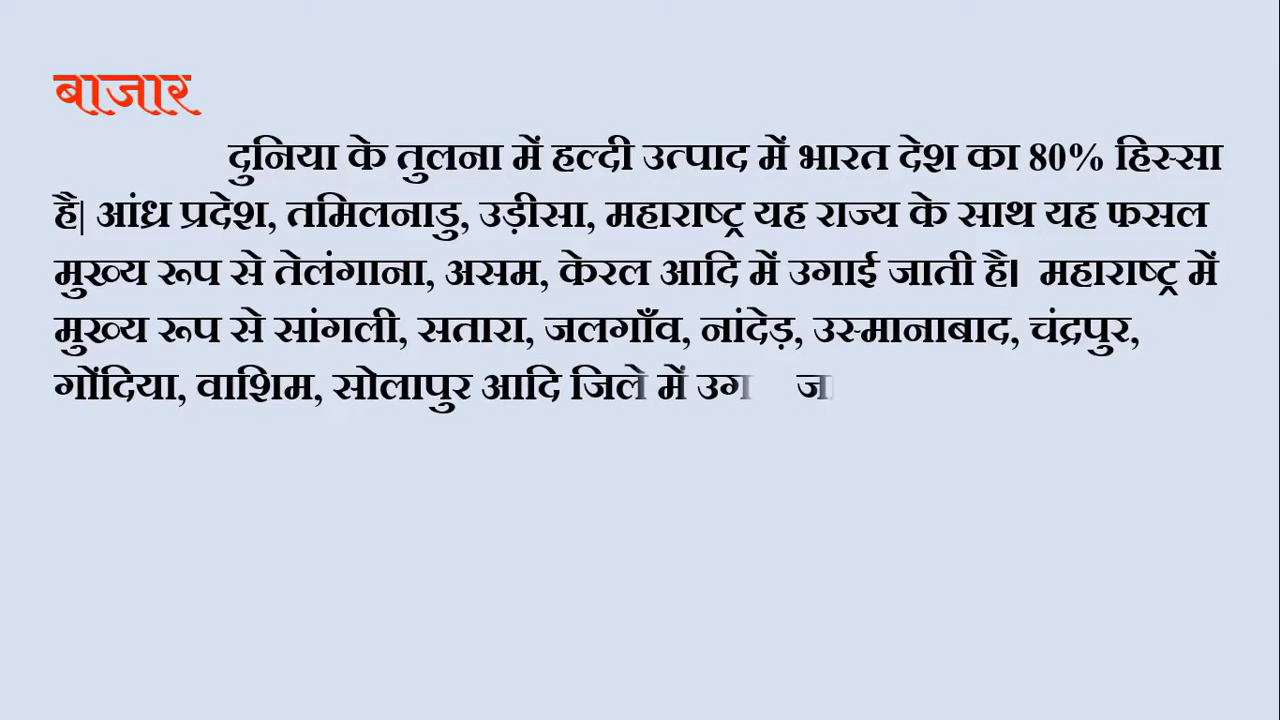 बाजार
दुनिया के तुलना में हल्दी उत्पाद में भारत देश का 80% हिस्सा
है| आंध्र प्रदेश, तमिलनाडु, उड़ीसा, महाराष्ट्र यह राज्य के साथ यह फसल
मुख्य रूप से तेलंगाना, असम, केरल आदि में उगाई जाती है। महाराष्ट्र में
मुख्य रूप से सांगली, सतारा, जलगाँव, नांदेड़, उस्मानाबाद, चंद्रपुर,
गोंदिया, वाशिम, सोलापुर आदि जिले में